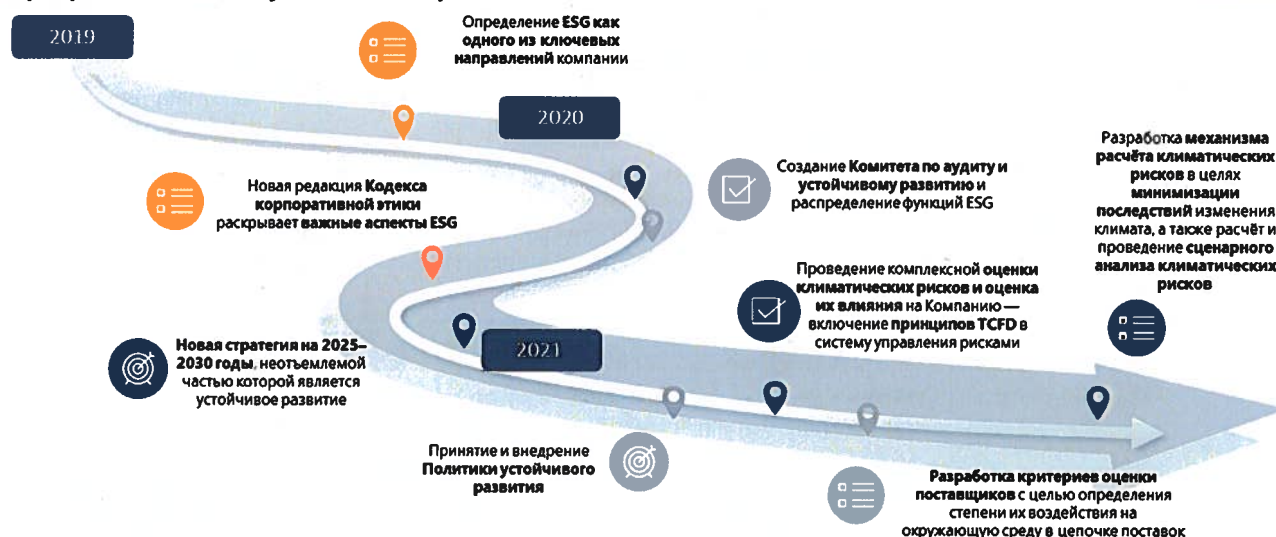 2019
Определение ESG как
одного из ключевых
направлений компании
2020
Новая редакция Кодекса
корпоративной этики
раскрывает важные аспекты ESG
Создание Комитета по аудиту и
устойчивому развитию и
распределение функций ESG
Разработка механизма
расчёта климатических
рисков в целях
минимизации
последствий изменения
климата, а также расчёт и
проведение сценарного
анализа климатических
рисков
Проведение комплексной оценки
климатических рисков и оценка
их влияния на Компанию —
включение принципов TCFD в
систему управления рисками
Новая стратегия на 2025–
2030 годы, неотъемлемой
частью которой является
устойчивое развитие
2021
Принятие и внедрение
Политики устойчивого
развития
Разработка критериев оценки
поставщиков с целью определения
степени их воздействия на
окружающую среду в цепочке поставок